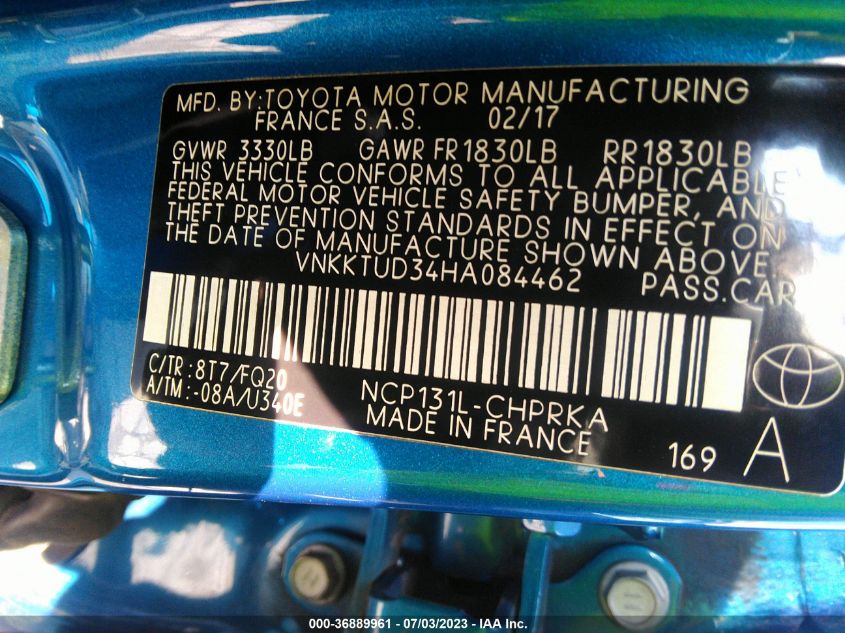 MFD. BY:TOYOTA MOTOR MANUFACTURING
FRANCE S.A.S. 02/17
GVWR 3330LB GAWR FR1830LB RR1830LB
THIS VEHICLE CONFORMS TO ALL APPLICABLE
FEDERAL MOTOR VEHICLE SAFETY BUMPER, AND
THEFT PREVENTION STANDARDS IN EFFECT ON
THE DATE OF MANUFACTURE SHOWN ABOVE.
VNKKTUD34HA084462 PASS.CAR
C/TR:8T7/FQ20
A/TM:-08A/U340E
NCP131L-CHPRKA
MADE IN FRANCE
169 A
000-36889961 - 07/03/2023 - IAA Inc.